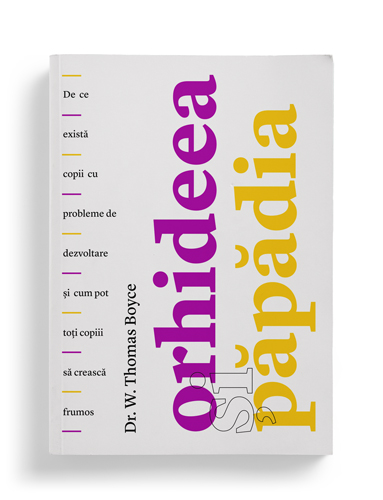 De ce
există
copii cu
probleme de
dezvoltare
și cum pot
toți copiii
să crească
frumos
Dr. W. Thomas Boyce
orhideea
și
păpădia